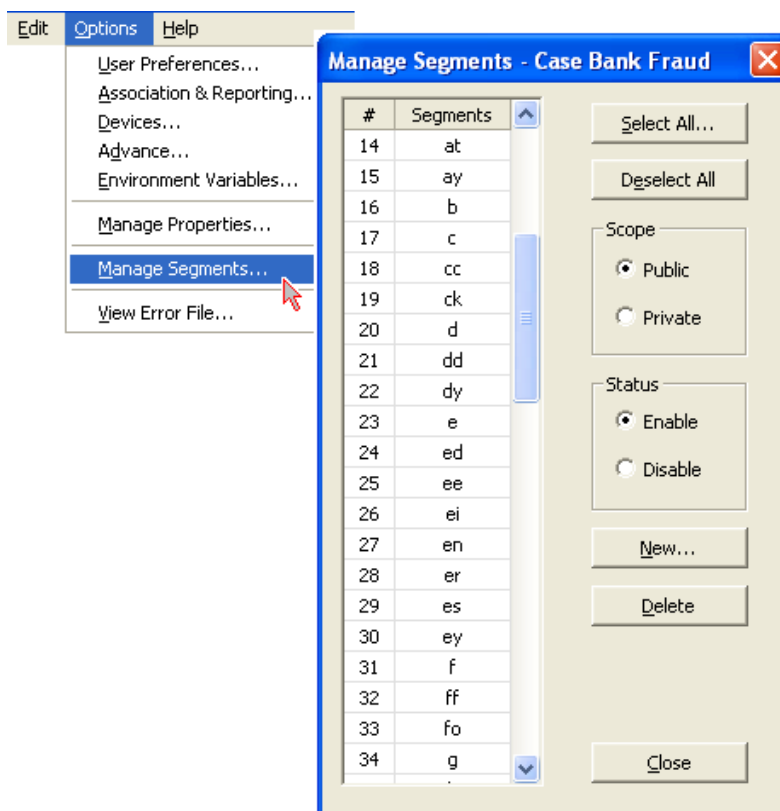 Edit Options Help
User Preferences...
Association & Reporting...
Devices...
Advance...
Environment Variables...
Manage Properties...
Manage Segments...
View Error File...
Manage Segments - Case Bank Fraud
# Segments
14 at
15 ay
16 b
17 c
18 cc
19 ck
20 d
21 dd
22 dy
23 e
24 ed
25 ee
26 ei
27 en
28 er
29 es
30 ey
31 f
32 ff
33 fo
34 g
Select All...
Deselect All
Scope
Public
Private
Status
Enable
Disable
New...
Delete
Close